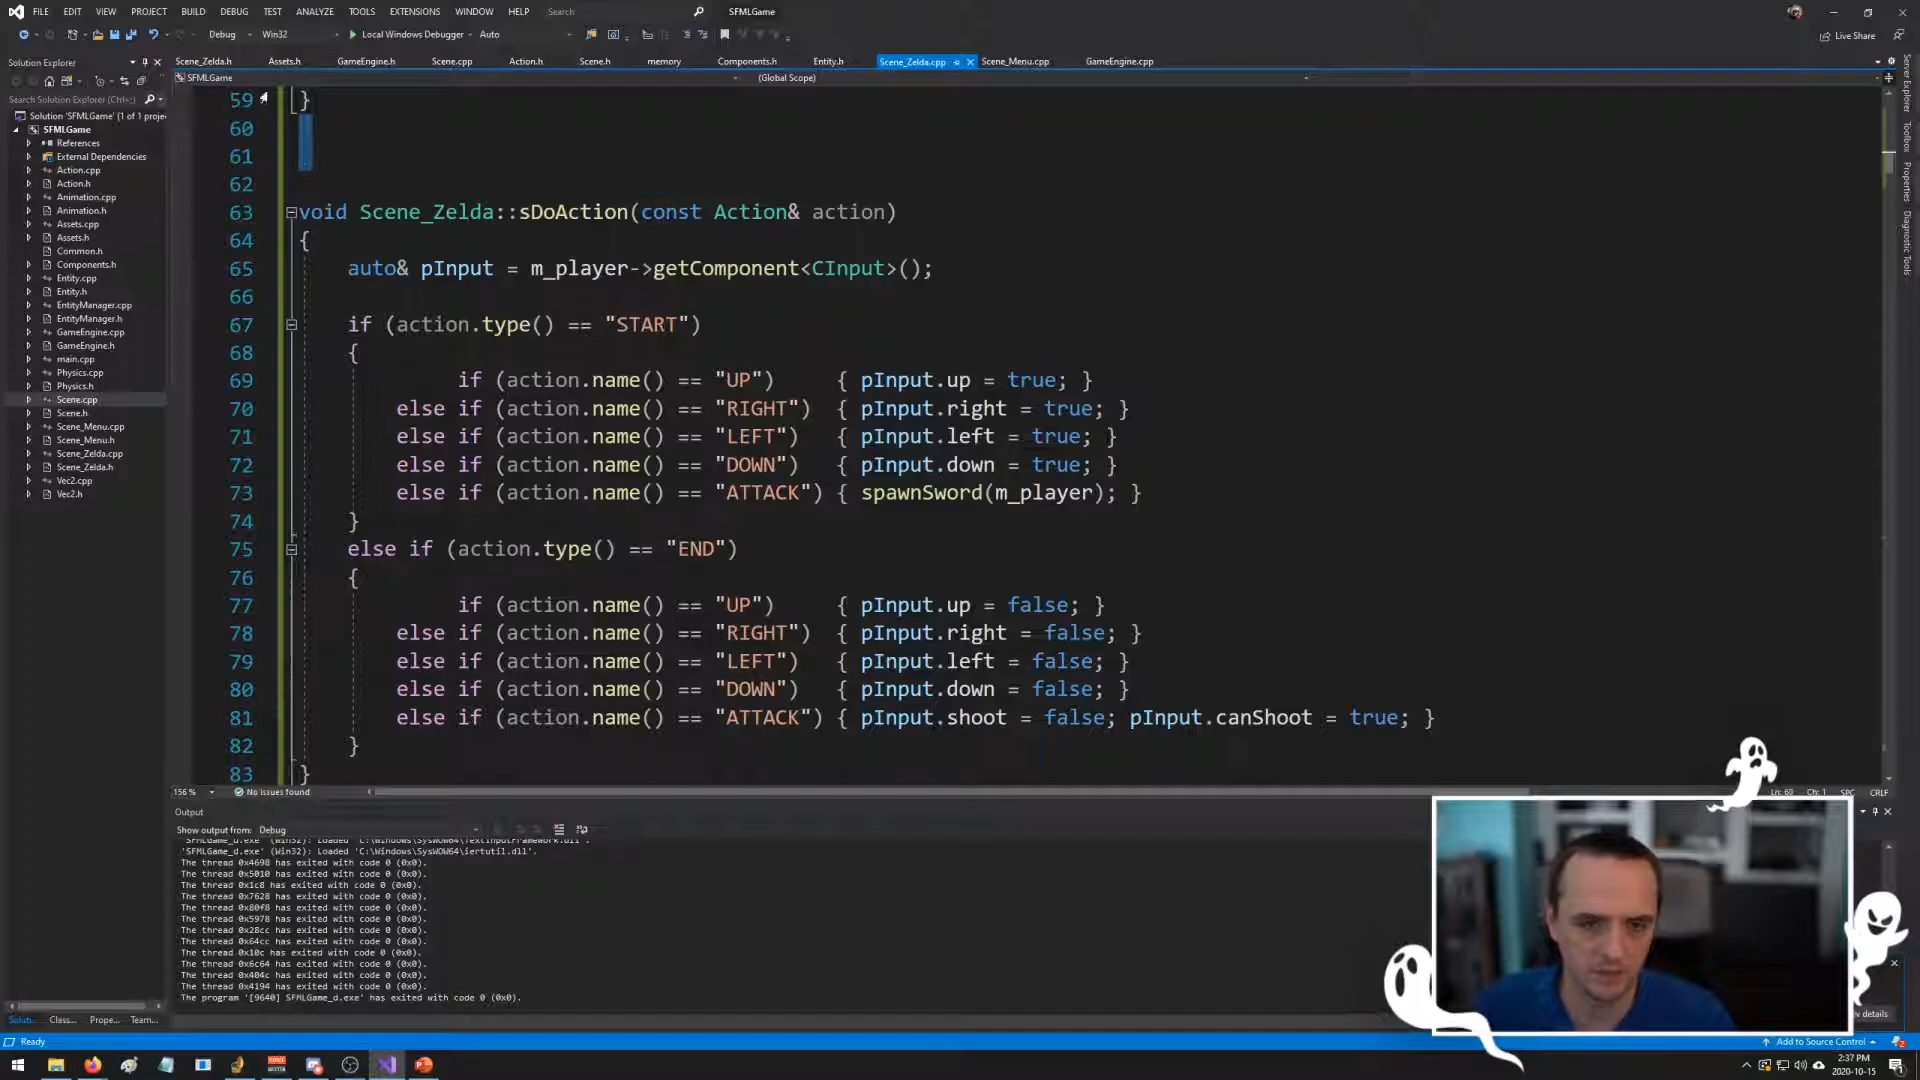 FILE EDIT VIEW PROJECT BUILD DEBUG TEST ANALYZE TOOLS EXTENSIONS WINDOW HELP Search SFMLGame
Debug Win32 Local Windows Debugger Auto Live Share
Solution Explorer
Scene_Zelda.h Assets.h GameEngine.h Scene.cpp Action.h Scene.h memory Components.h Entity.h Scene_Zelda.cpp Scene_Menu.cpp GameEngine.cpp
SFMLGame (Global Scope)
Search Solution Explorer (Ctrl+;)
Solution 'SFMLGame' (1 of 1 proje
SFMLGame
References
External Dependencies
Action.cpp
Action.h
Animation.cpp
Animation.h
Assets.cpp
Assets.h
Common.h
Components.h
Entity.cpp
Entity.h
EntityManager.cpp
EntityManager.h
GameEngine.cpp
GameEngine.h
main.cpp
Physics.cpp
Physics.h
Scene.cpp
Scene.h
Scene_Menu.cpp
Scene_Menu.h
Scene_Zelda.cpp
Scene_Zelda.h
Vec2.cpp
Vec2.h
Soluti... Class... Prope... Team...
59 }
60
61
62
63 void Scene_Zelda::sDoAction(const Action& action)
64 {
65 auto& pInput = m_player->getComponent<CInput>();
66
67 if (action.type() == "START")
68 {
69 if (action.name() == "UP") { pInput.up = true; }
70 else if (action.name() == "RIGHT") { pInput.right = true; }
71 else if (action.name() == "LEFT") { pInput.left = true; }
72 else if (action.name() == "DOWN") { pInput.down = true; }
73 else if (action.name() == "ATTACK") { spawnSword(m_player); }
74 }
75 else if (action.type() == "END")
76 {
77 if (action.name() == "UP") { pInput.up = false; }
78 else if (action.name() == "RIGHT") { pInput.right = false; }
79 else if (action.name() == "LEFT") { pInput.left = false; }
80 else if (action.name() == "DOWN") { pInput.down = false; }
81 else if (action.name() == "ATTACK") { pInput.shoot = false; pInput.canShoot = true; }
82 }
83 }
156 % No issues found Ln: 60 Ch: 1 SPC CRLF
Server Explorer
Toolbox
Properties
Diagnostic Tools
Output
Show output from: Debug
'SFMLGame_d.exe' (Win32): Loaded 'C:\Windows\SysWOW64\TextInputFramework.dll'.
'SFMLGame_d.exe' (Win32): Loaded 'C:\Windows\SysWOW64\iertutil.dll'.
The thread 0x4698 has exited with code 0 (0x0).
The thread 0x5010 has exited with code 0 (0x0).
The thread 0x1c8 has exited with code 0 (0x0).
The thread 0x7628 has exited with code 0 (0x0).
The thread 0x80f8 has exited with code 0 (0x0).
The thread 0x5978 has exited with code 0 (0x0).
The thread 0x28cc has exited with code 0 (0x0).
The thread 0x64cc has exited with code 0 (0x0).
The thread 0x10c has exited with code 0 (0x0).
The thread 0x6c64 has exited with code 0 (0x0).
The thread 0x404c has exited with code 0 (0x0).
The thread 0x4194 has exited with code 0 (0x0).
The program '[9640] SFMLGame_d.exe' has exited with code 0 (0x0).
details
Ready Add to Source Control
2:37 PM
2020-10-15